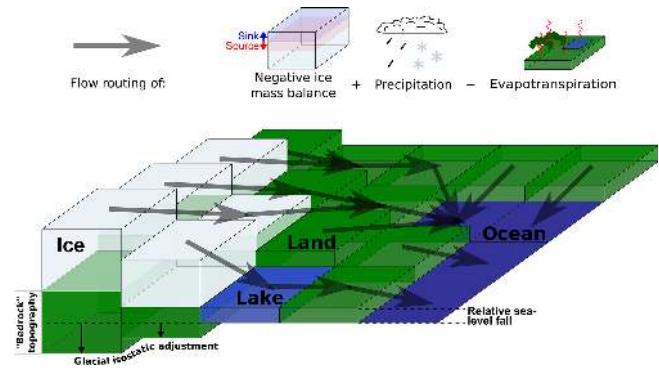 Sink
Source
Flow routing of:
Negative ice
mass balance
+
Precipitation
−
Evapotranspiration
Ice
Land
Ocean
Lake
"Bedrock"
topography
Relative sea-
level fall
Glacial isostatic adjustment